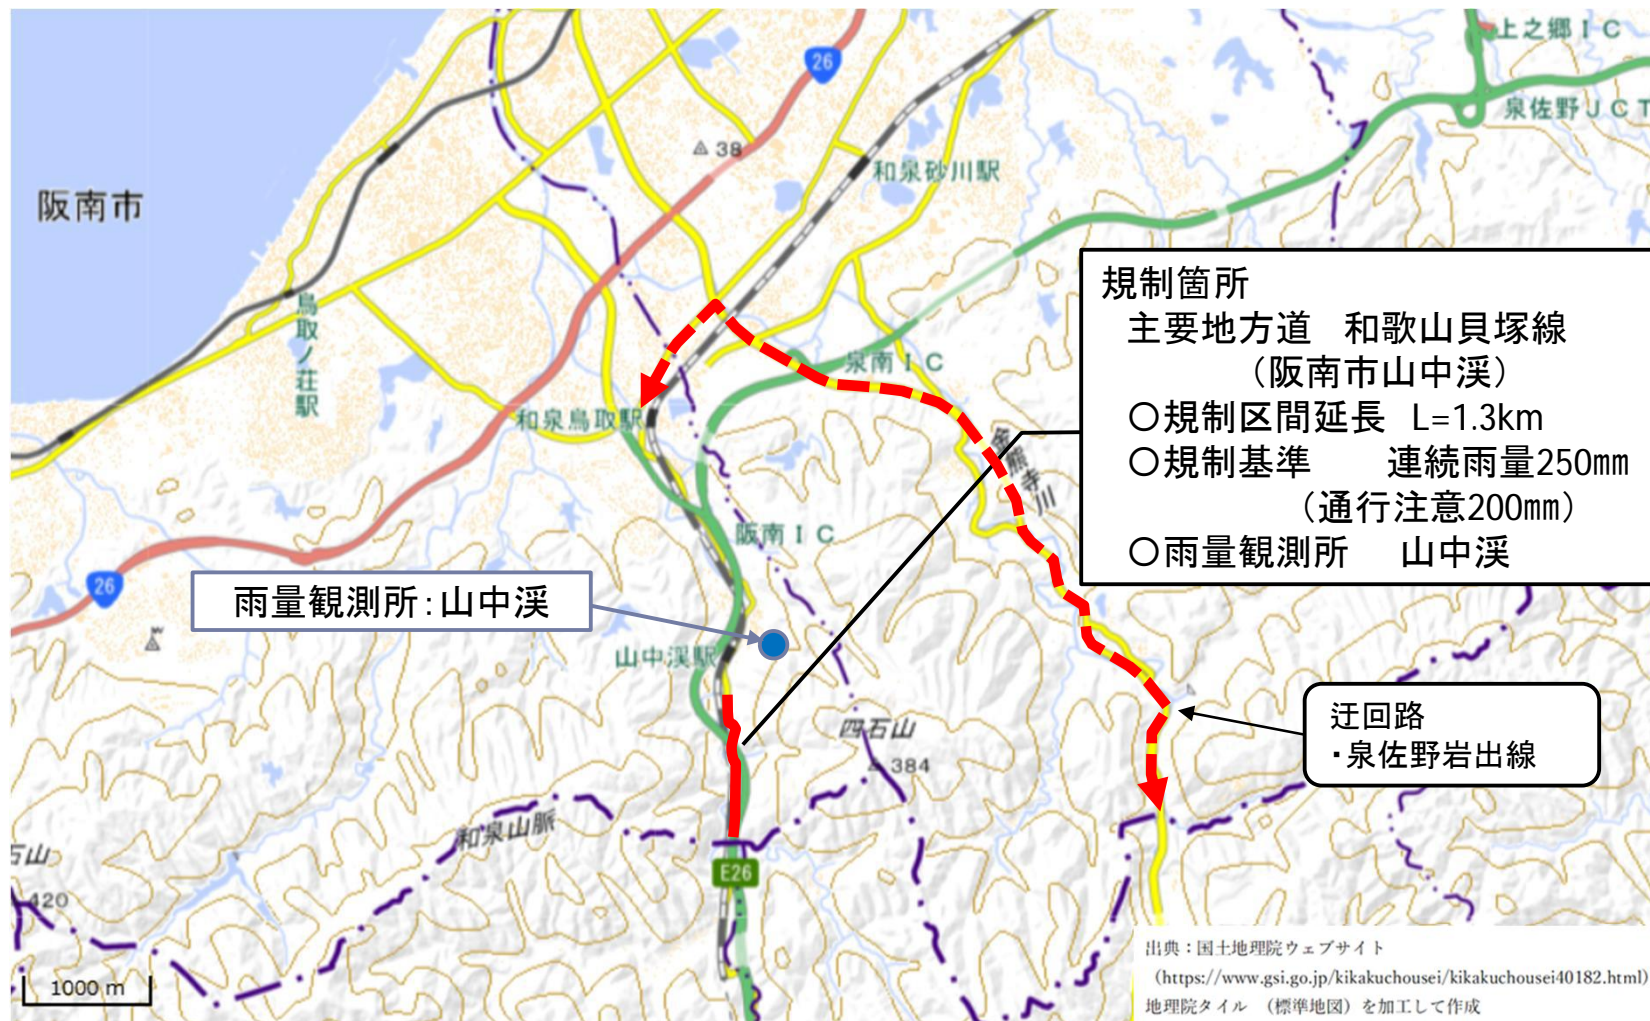 上之郷ＩＣ
26
泉佐野ＪＣＴ
38
和泉砂川駅
阪南市
規制箇所
主要地方道　和歌山貝塚線
（阪南市山中渓）
○規制区間延長　L=1.3km
○規制基準　　連続雨量250㎜
（通行注意200㎜）
○雨量観測所　山中渓
鳥取ノ荘駅
泉南ＩＣ
和泉鳥取駅
金熊寺川
阪南ＩＣ
26
雨量観測所：山中渓
山中渓駅
四石山
384
迂回路
・泉佐野岩出線
和泉山脈
石山
E26
420
出典：国土地理院ウェブサイト
（https://www.gsi.go.jp/kikakuchousei/kikakuchousei40182.html）
地理院タイル　（標準地図）を加工して作成
1000 m